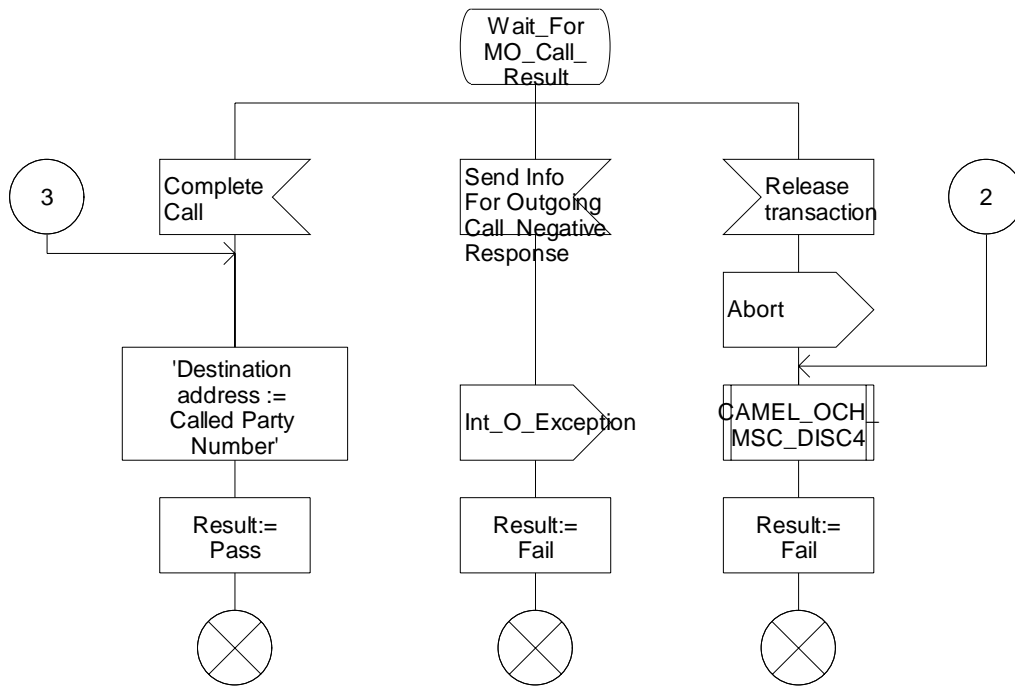 Wait_For
MO_Call_
Result
3
Complete
Call
Send Info
For Outgoing
Call Negative
Response
Release
transaction
2
Abort
'Destination
address :=
Called Party
Number'
Int_O_Exception
CAMEL_OCH_
MSC_DISC4
Result:=
Pass
Result:=
Fail
Result:=
Fail